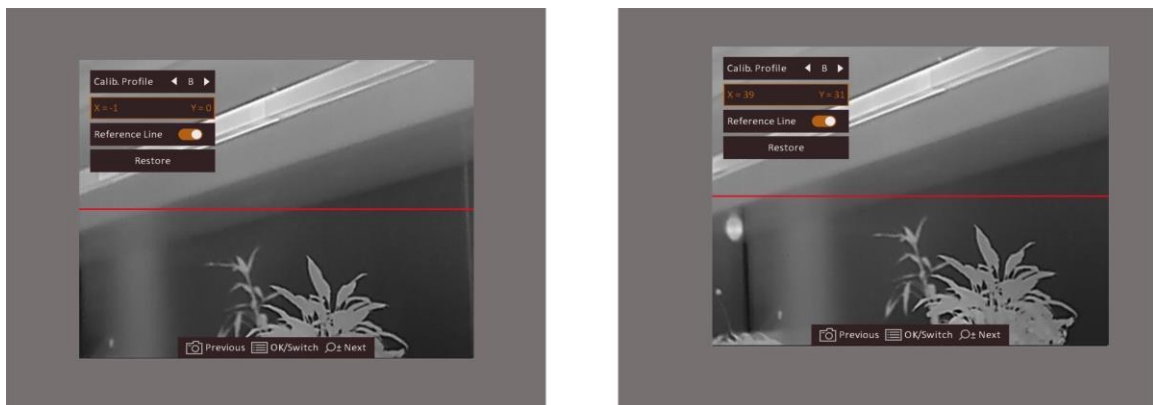 Calib. Profile ◀ B ▶
X = -1 Y = 0
Reference Line
Restore
Previous OK/Switch ± Next
Calib. Profile ◀ B ▶
X = 39 Y = 31
Reference Line
Restore
Previous OK/Switch ± Next